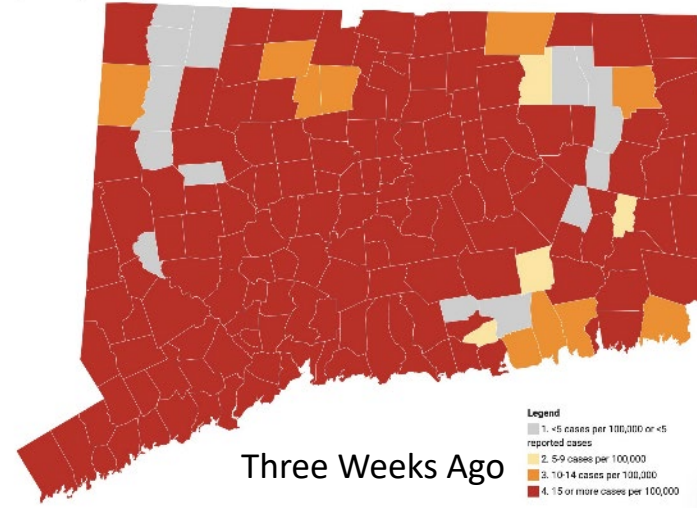 Legend
1. <5 cases per 100,000 or <5
reported cases
2. 5-9 cases per 100,000
3. 10-14 cases per 100,000
4. 15 or more cases per 100,000
Three Weeks Ago